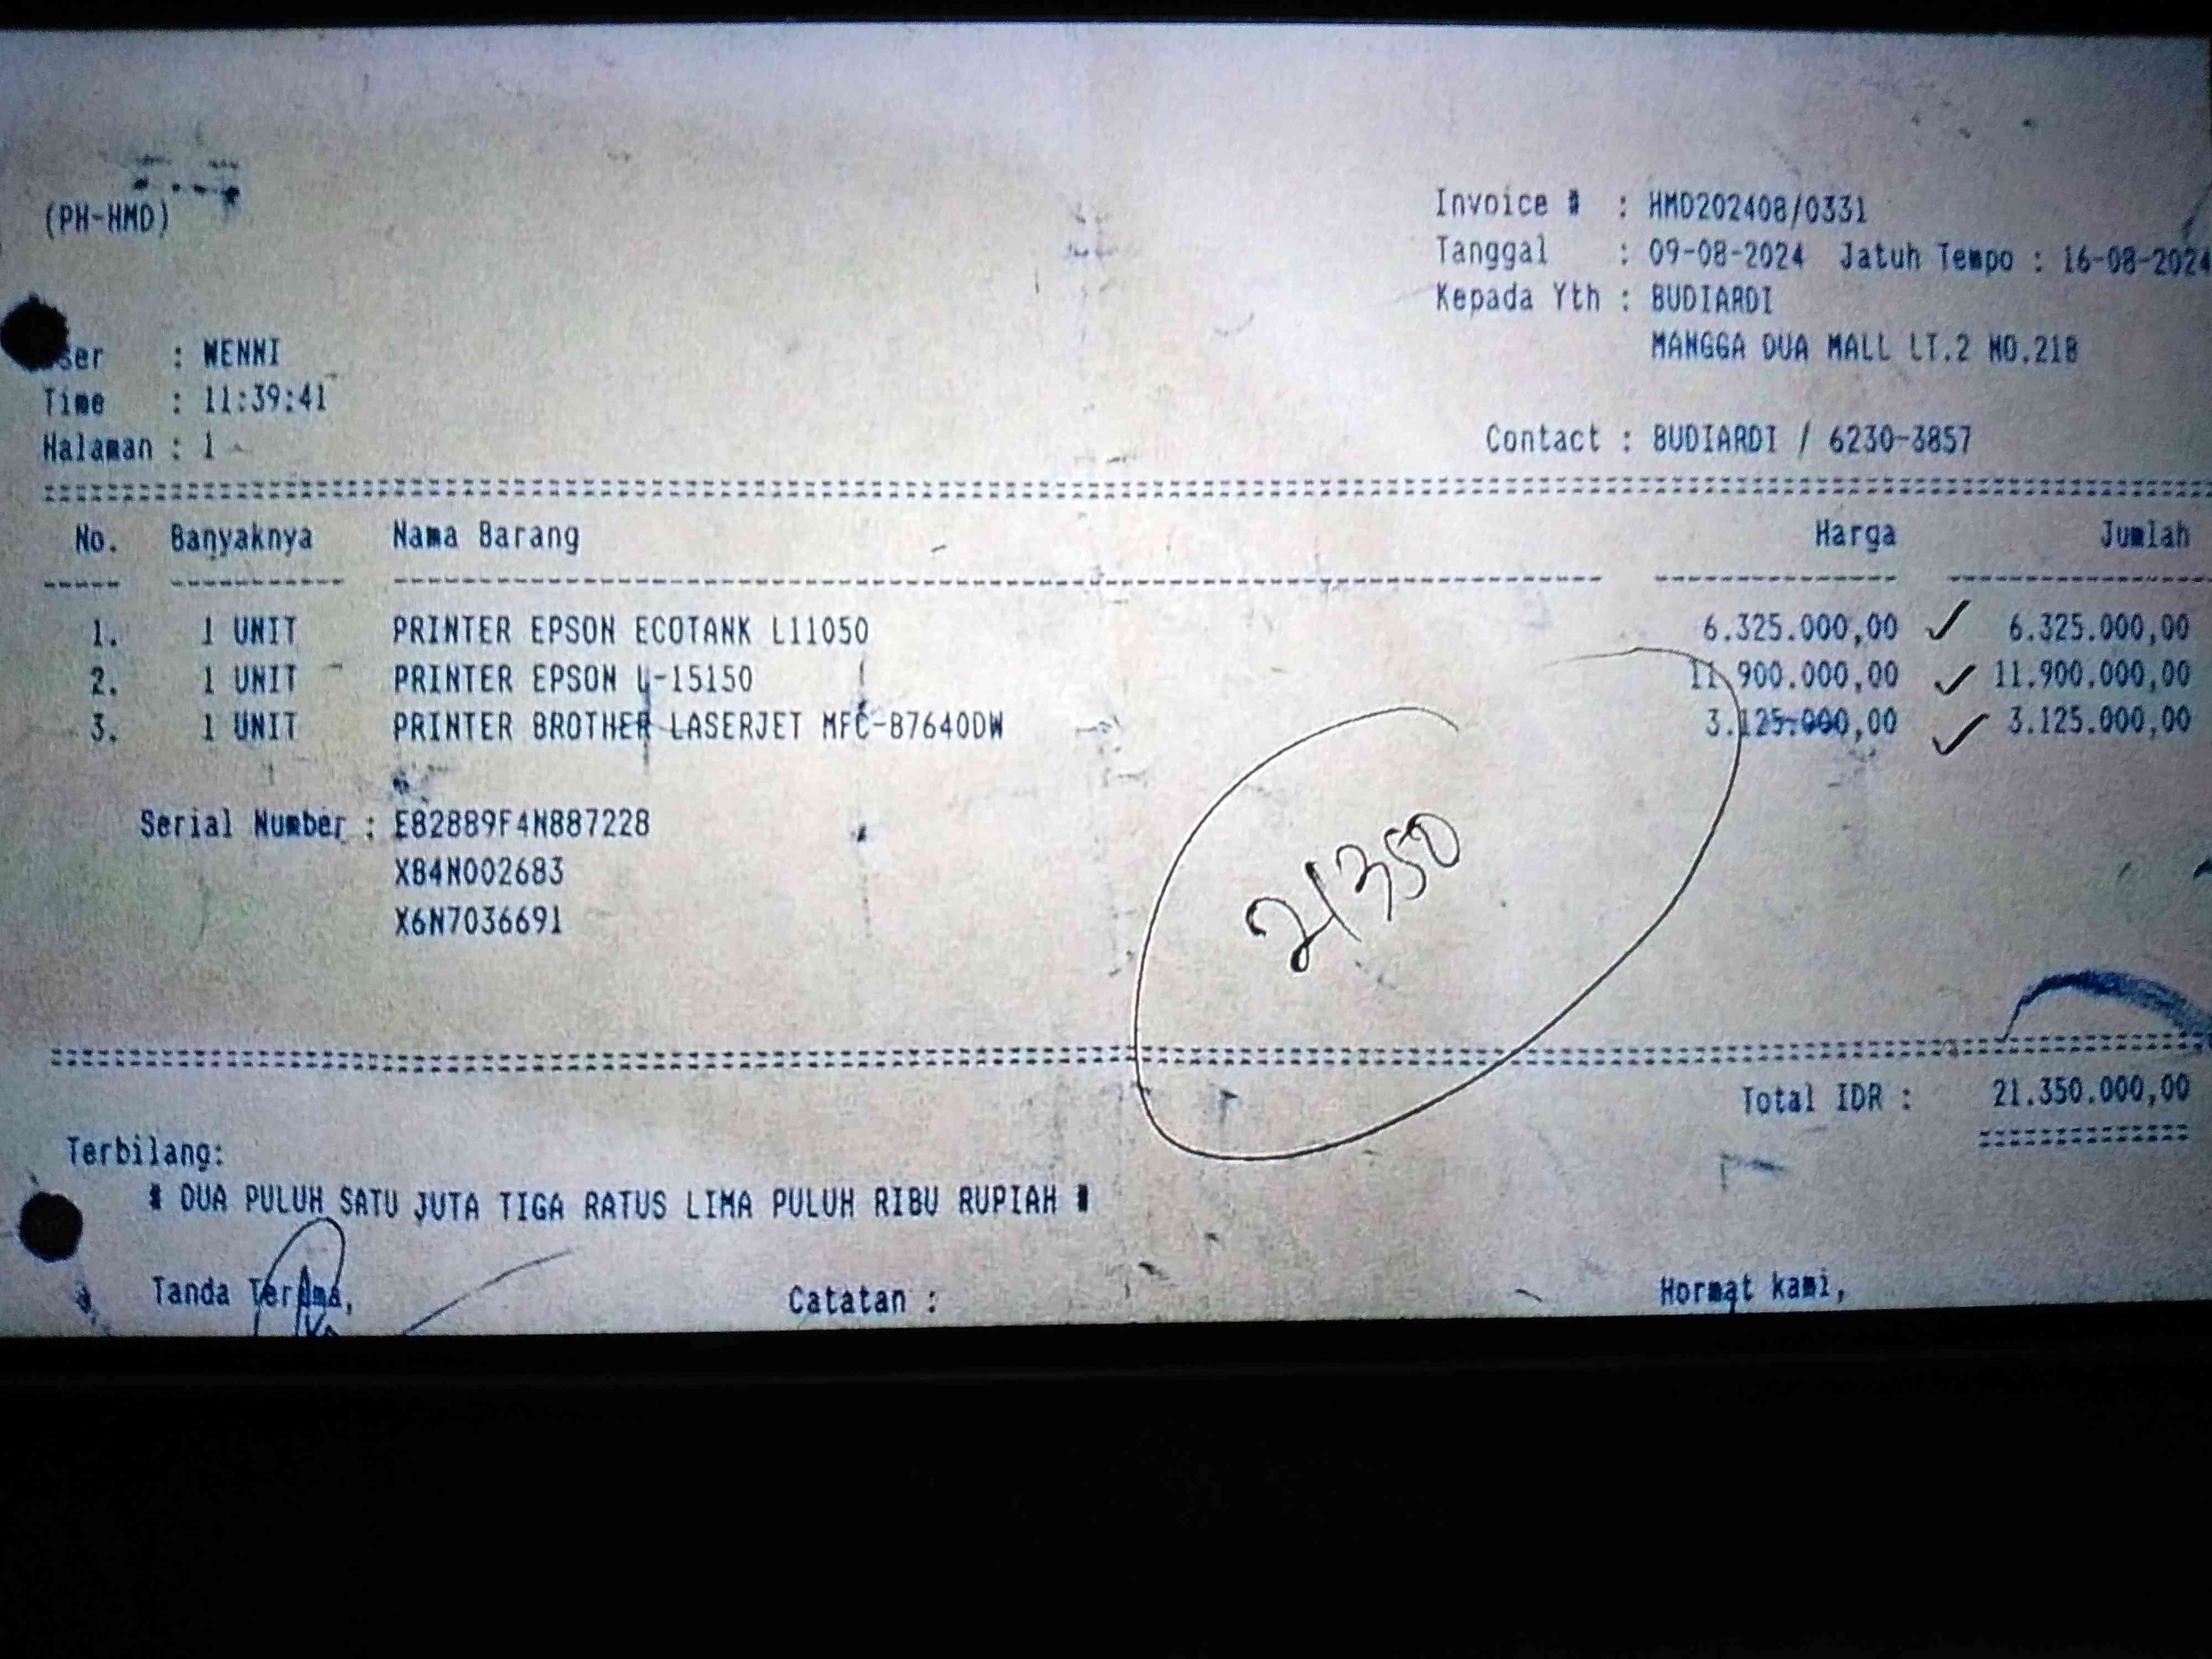 (PH-HMD)
Invoice # : HMD202408/0331
Tanggal : 09-08-2024 Jatuh Tempo : 16-08-2024
Kepada Yth : BUDIARDI
MANGGA DUA MALL LT.2 NO.218
User : WENNI
Time : 11:39:41
Halaman : 1
Contact : BUDIARDI / 6230-3857
No. Banyaknya Nama Barang Harga Jumlah
1. 1 UNIT PRINTER EPSON ECOTANK L11050 6.325.000,00 6.325.000,00
2. 1 UNIT PRINTER EPSON L-15150 11.900.000,00 11.900.000,00
3. 1 UNIT PRINTER BROTHER LASERJET MFC-B7640DW 3.125.000,00 3.125.000,00
Serial Number : E82889F4N887228
X84N002683
X6N7036691
21350
Total IDR : 21.350.000,00
Terbilang:
# DUA PULUH SATU JUTA TIGA RATUS LIMA PULUH RIBU RUPIAH #
Tanda Terima, Catatan : Hormat kami,